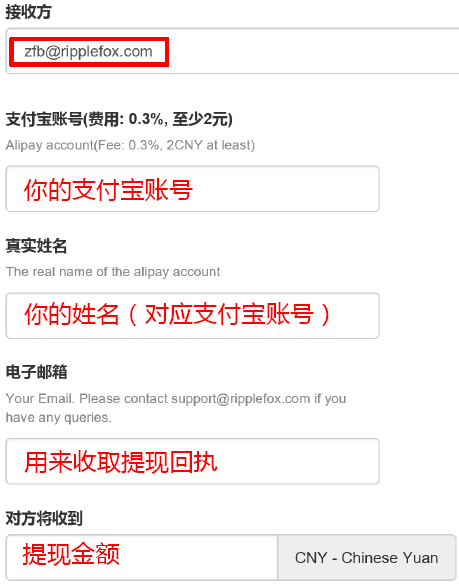 接收方
zfb@ripplefox.com
支付宝账号(费用: 0.3%, 至少2元)
Alipay account(Fee: 0.3%, 2CNY at least)
你的支付宝账号
真实姓名
The real name of the alipay account
你的姓名（对应支付宝账号）
电子邮箱
Your Email. Please contact support@ripplefox.com if you
have any queries.
用来收取提现回执
对方将收到
提现金额 CNY - Chinese Yuan